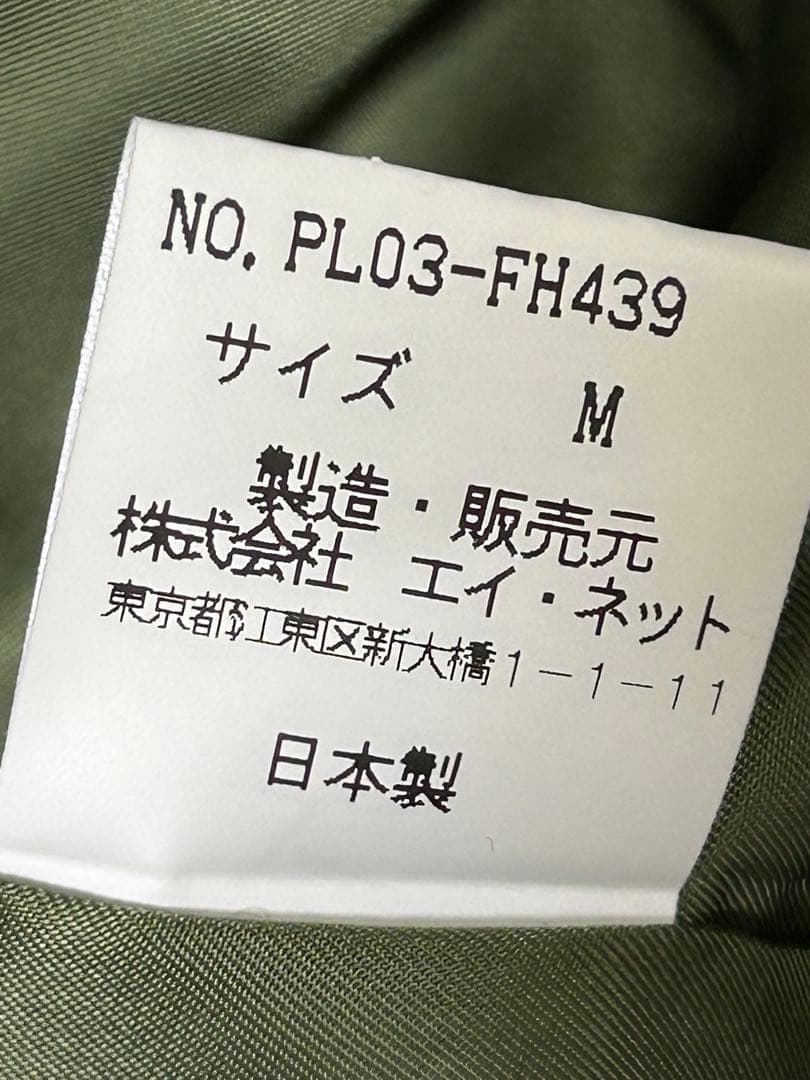 NO. PL03-FH439
サイズ M
製造・販売元
株式会社 エイ・ネット
東京都江東区新大橋1-1-11
日本製